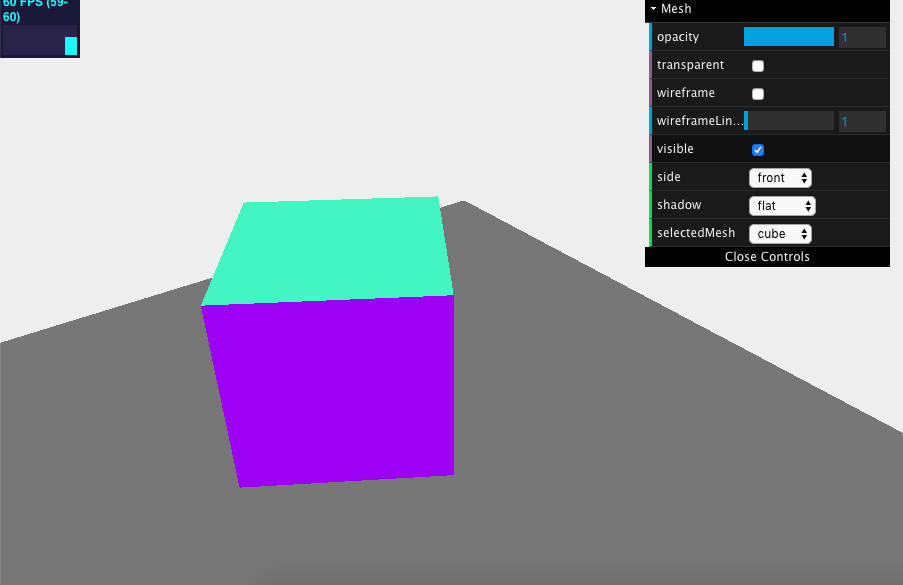 60 FPS (59-
60)
Mesh
opacity 1
transparent
wireframe
wireframeLin... 1
visible
side front
shadow flat
selectedMesh cube
Close Controls